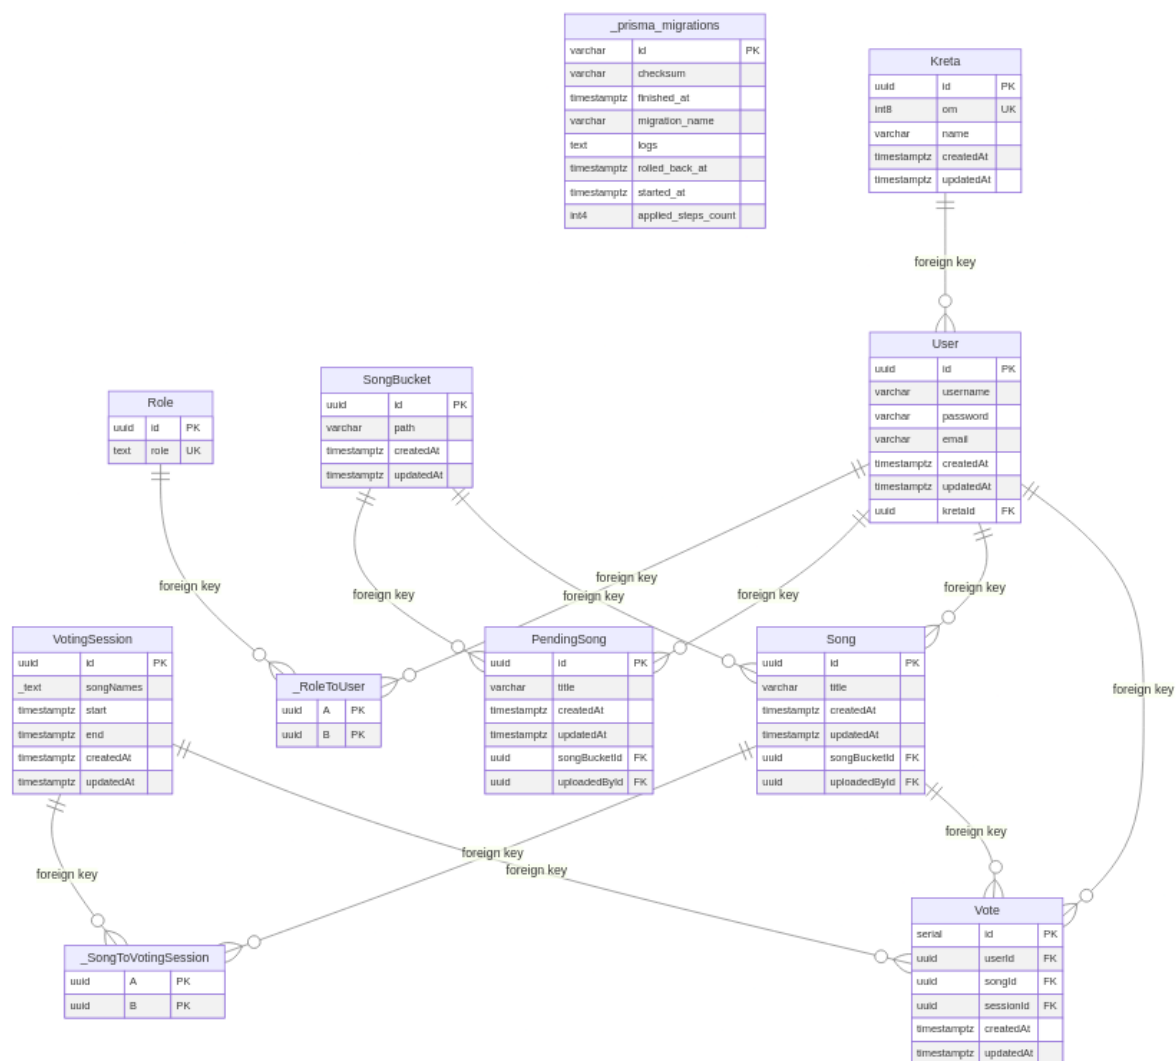 _prisma_migrations
varchar id PK
varchar checksum
timestamptz finished_at
varchar migration_name
text logs
timestamptz rolled_back_at
timestamptz started_at
int4 applied_steps_count
Kreta
uuid id PK
int8 om UK
varchar name
timestamptz createdAt
timestamptz updatedAt
foreign key
User
uuid id PK
varchar username
varchar password
varchar email
timestamptz createdAt
timestamptz updatedAt
uuid kretaId FK
SongBucket
uuid id PK
varchar path
timestamptz createdAt
timestamptz updatedAt
Role
uuid id PK
text role UK
foreign key
foreign key
foreign key
foreign key
foreign key
foreign key
VotingSession
uuid id PK
_text songNames
timestamptz start
timestamptz end
timestamptz createdAt
timestamptz updatedAt
_RoleToUser
uuid A PK
uuid B PK
PendingSong
uuid id PK
varchar title
timestamptz createdAt
timestamptz updatedAt
uuid songBucketId FK
uuid uploadedById FK
Song
uuid id PK
varchar title
timestamptz createdAt
timestamptz updatedAt
uuid songBucketId FK
uuid uploadedById FK
foreign key
foreign key
foreign key
foreign key
foreign key
_SongToVotingSession
uuid A PK
uuid B PK
Vote
serial id PK
uuid userId FK
uuid songId FK
uuid sessionId FK
timestamptz createdAt
timestamptz updatedAt